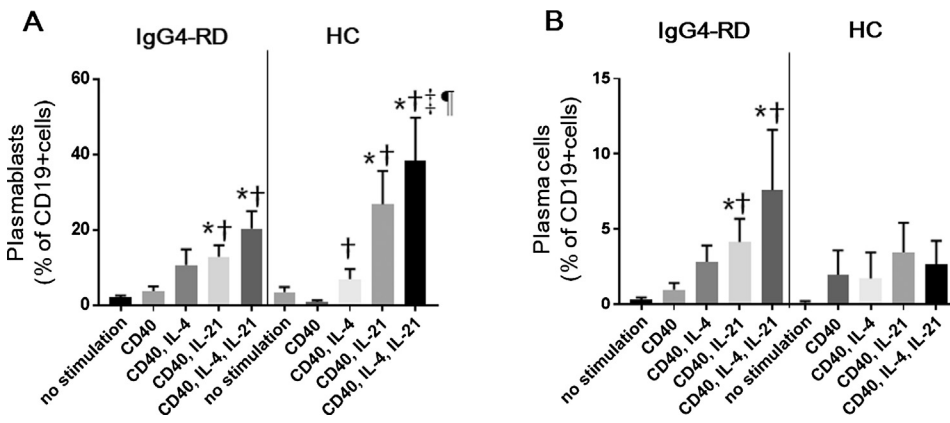 A
IgG4-RD
HC
Plasmablasts
(% of CD19+cells)
60
40
20
0
*†
*†
†
*†
*†‡¶
no stimulation
CD40
CD40, IL-4
CD40, IL-21
CD40, IL-4, IL-21
no stimulation
CD40
CD40, IL-4
CD40, IL-21
CD40, IL-4, IL-21
B
IgG4-RD
HC
Plasma cells
(% of CD19+cells)
15
10
5
0
*†
*†
no stimulation
CD40
CD40, IL-4
CD40, IL-21
CD40, IL-4, IL-21
no stimulation
CD40
CD40, IL-4
CD40, IL-21
CD40, IL-4, IL-21